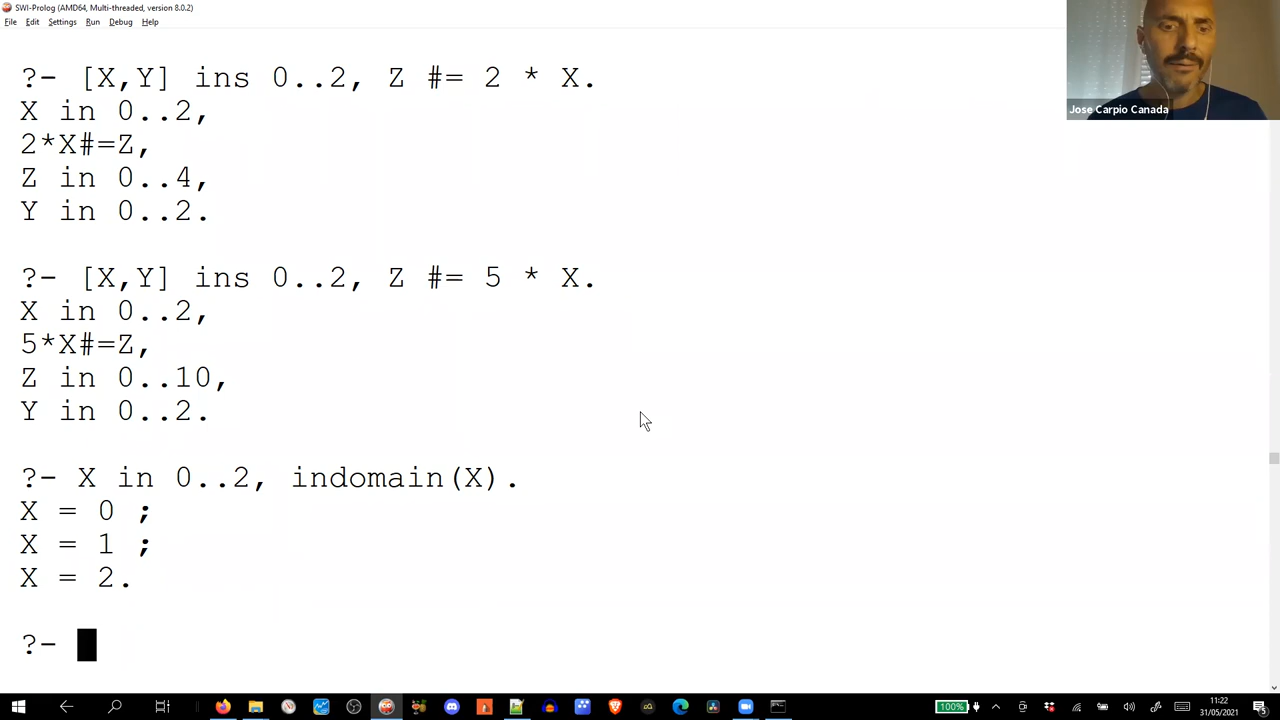 SWI-Prolog (AMD64, Multi-threaded, version 8.0.2)
File Edit Settings Run Debug Help
?- [X,Y] ins 0..2, Z #= 2 * X.
X in 0..2,
2*X#=Z,
Z in 0..4,
Y in 0..2.
?- [X,Y] ins 0..2, Z #= 5 * X.
X in 0..2,
5*X#=Z,
Z in 0..10,
Y in 0..2.
?- X in 0..2, indomain(X).
X = 0 ;
X = 1 ;
X = 2.
?-
Jose Carpio Canada
100%
11:22
31/05/2021